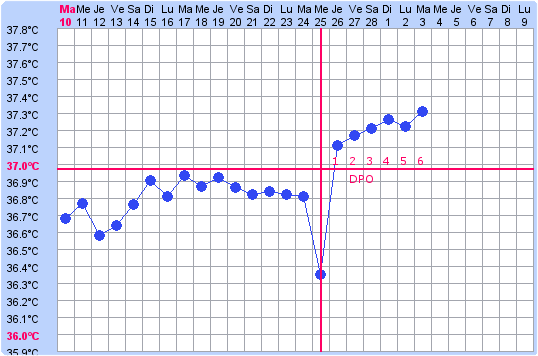 Ma Me Je Ve Sa Di Lu Ma Me Je Ve Sa Di Lu Ma Me Je Ve Sa Di Lu Ma Me Je Ve Sa Di Lu
10 11 12 13 14 15 16 17 18 19 20 21 22 23 24 25 26 27 28 1 2 3 4 5 6 7 8 9
37.8°C
37.7°C
37.6°C
37.5°C
37.4°C
37.3°C
37.2°C
37.1°C
37.0°C
1 2 3 4 5 6
DPO
36.9°C
36.8°C
36.7°C
36.6°C
36.5°C
36.4°C
36.3°C
36.2°C
36.1°C
36.0°C
35.9°C